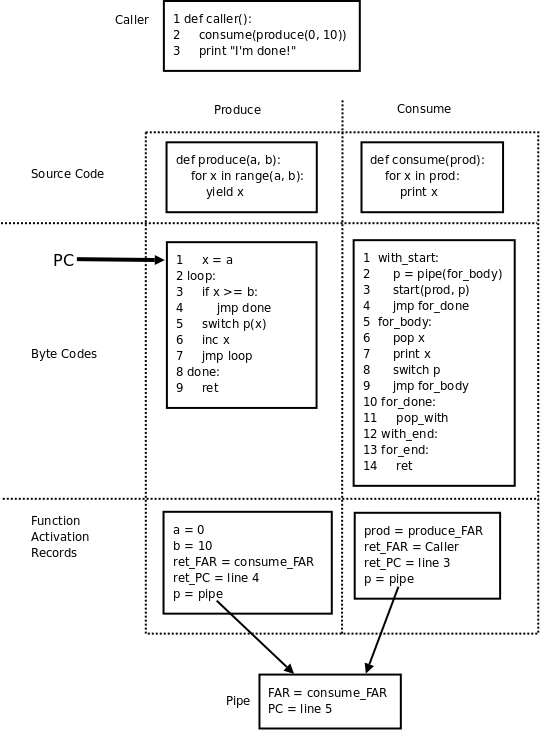 Caller
1 def caller():
2     consume(produce(0, 10))
3     print "I'm done!"
Produce
Consume
Source Code
def produce(a, b):
    for x in range(a, b):
        yield x
def consume(prod):
    for x in prod:
        print x
PC
Byte Codes
1     x = a
2 loop:
3     if x >= b:
4         jmp done
5     switch p(x)
6     inc x
7     jmp loop
8 done:
9     ret
1  with_start:
2      p = pipe(for_body)
3      start(prod, p)
4      jmp for_done
5  for_body:
6      pop x
7      print x
8      switch p
9      jmp for_body
10 for_done:
11     pop_with
12 with_end:
13 for_end:
14     ret
Function
Activation
Records
a = 0
b = 10
ret_FAR = consume_FAR
ret_PC = line 4
p = pipe
prod = produce_FAR
ret_FAR = Caller
ret_PC = line 3
p = pipe
Pipe
FAR = consume_FAR
PC = line 5